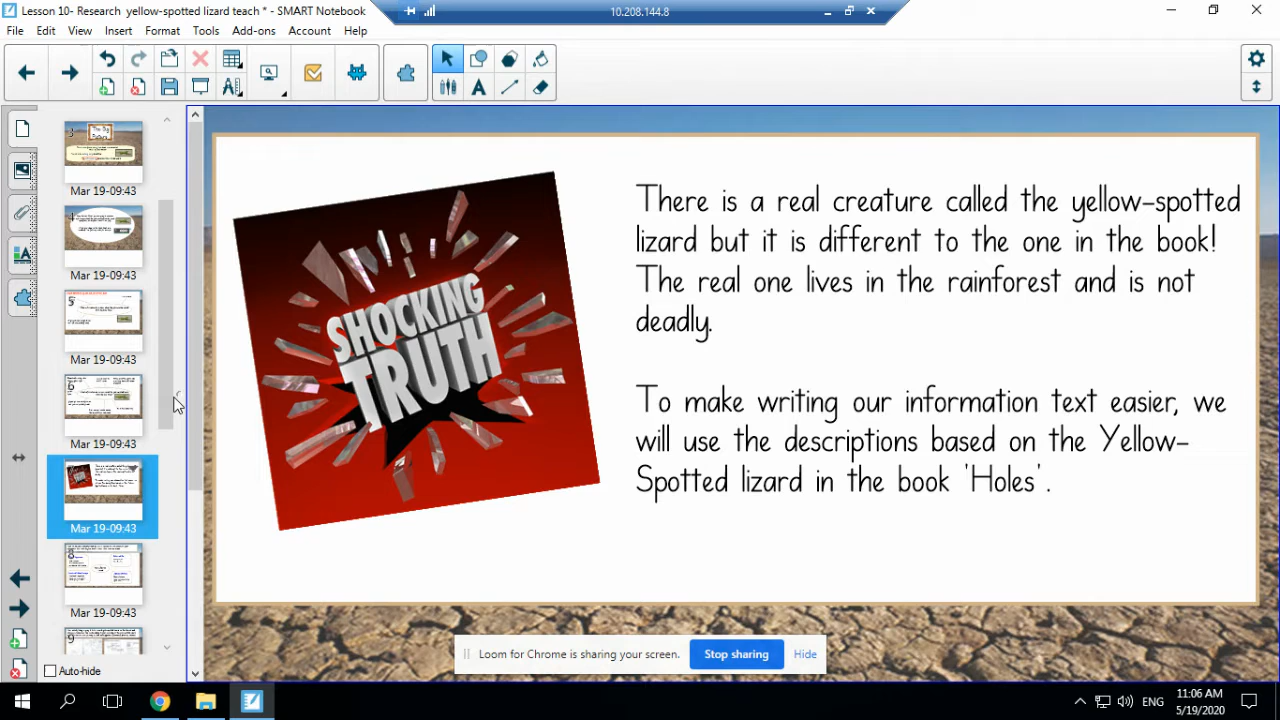 Lesson 10- Research yellow-spotted lizard teach * - SMART Notebook
10.208.144.8
File Edit View Insert Format Tools Add-ons Account Help
Mar 19-09:43
Mar 19-09:43
Mar 19-09:43
Mar 19-09:43
Mar 19-09:43
Mar 19-09:43
Auto-hide
SHOCKING
TRUTH
There is a real creature called the yellow-spotted
lizard but it is different to the one in the book!
The real one lives in the rainforest and is not
deadly.
To make writing our information text easier, we
will use the descriptions based on the Yellow-
Spotted lizard in the book 'Holes'.
Loom for Chrome is sharing your screen. Stop sharing Hide
ENG
11:06 AM
5/19/2020